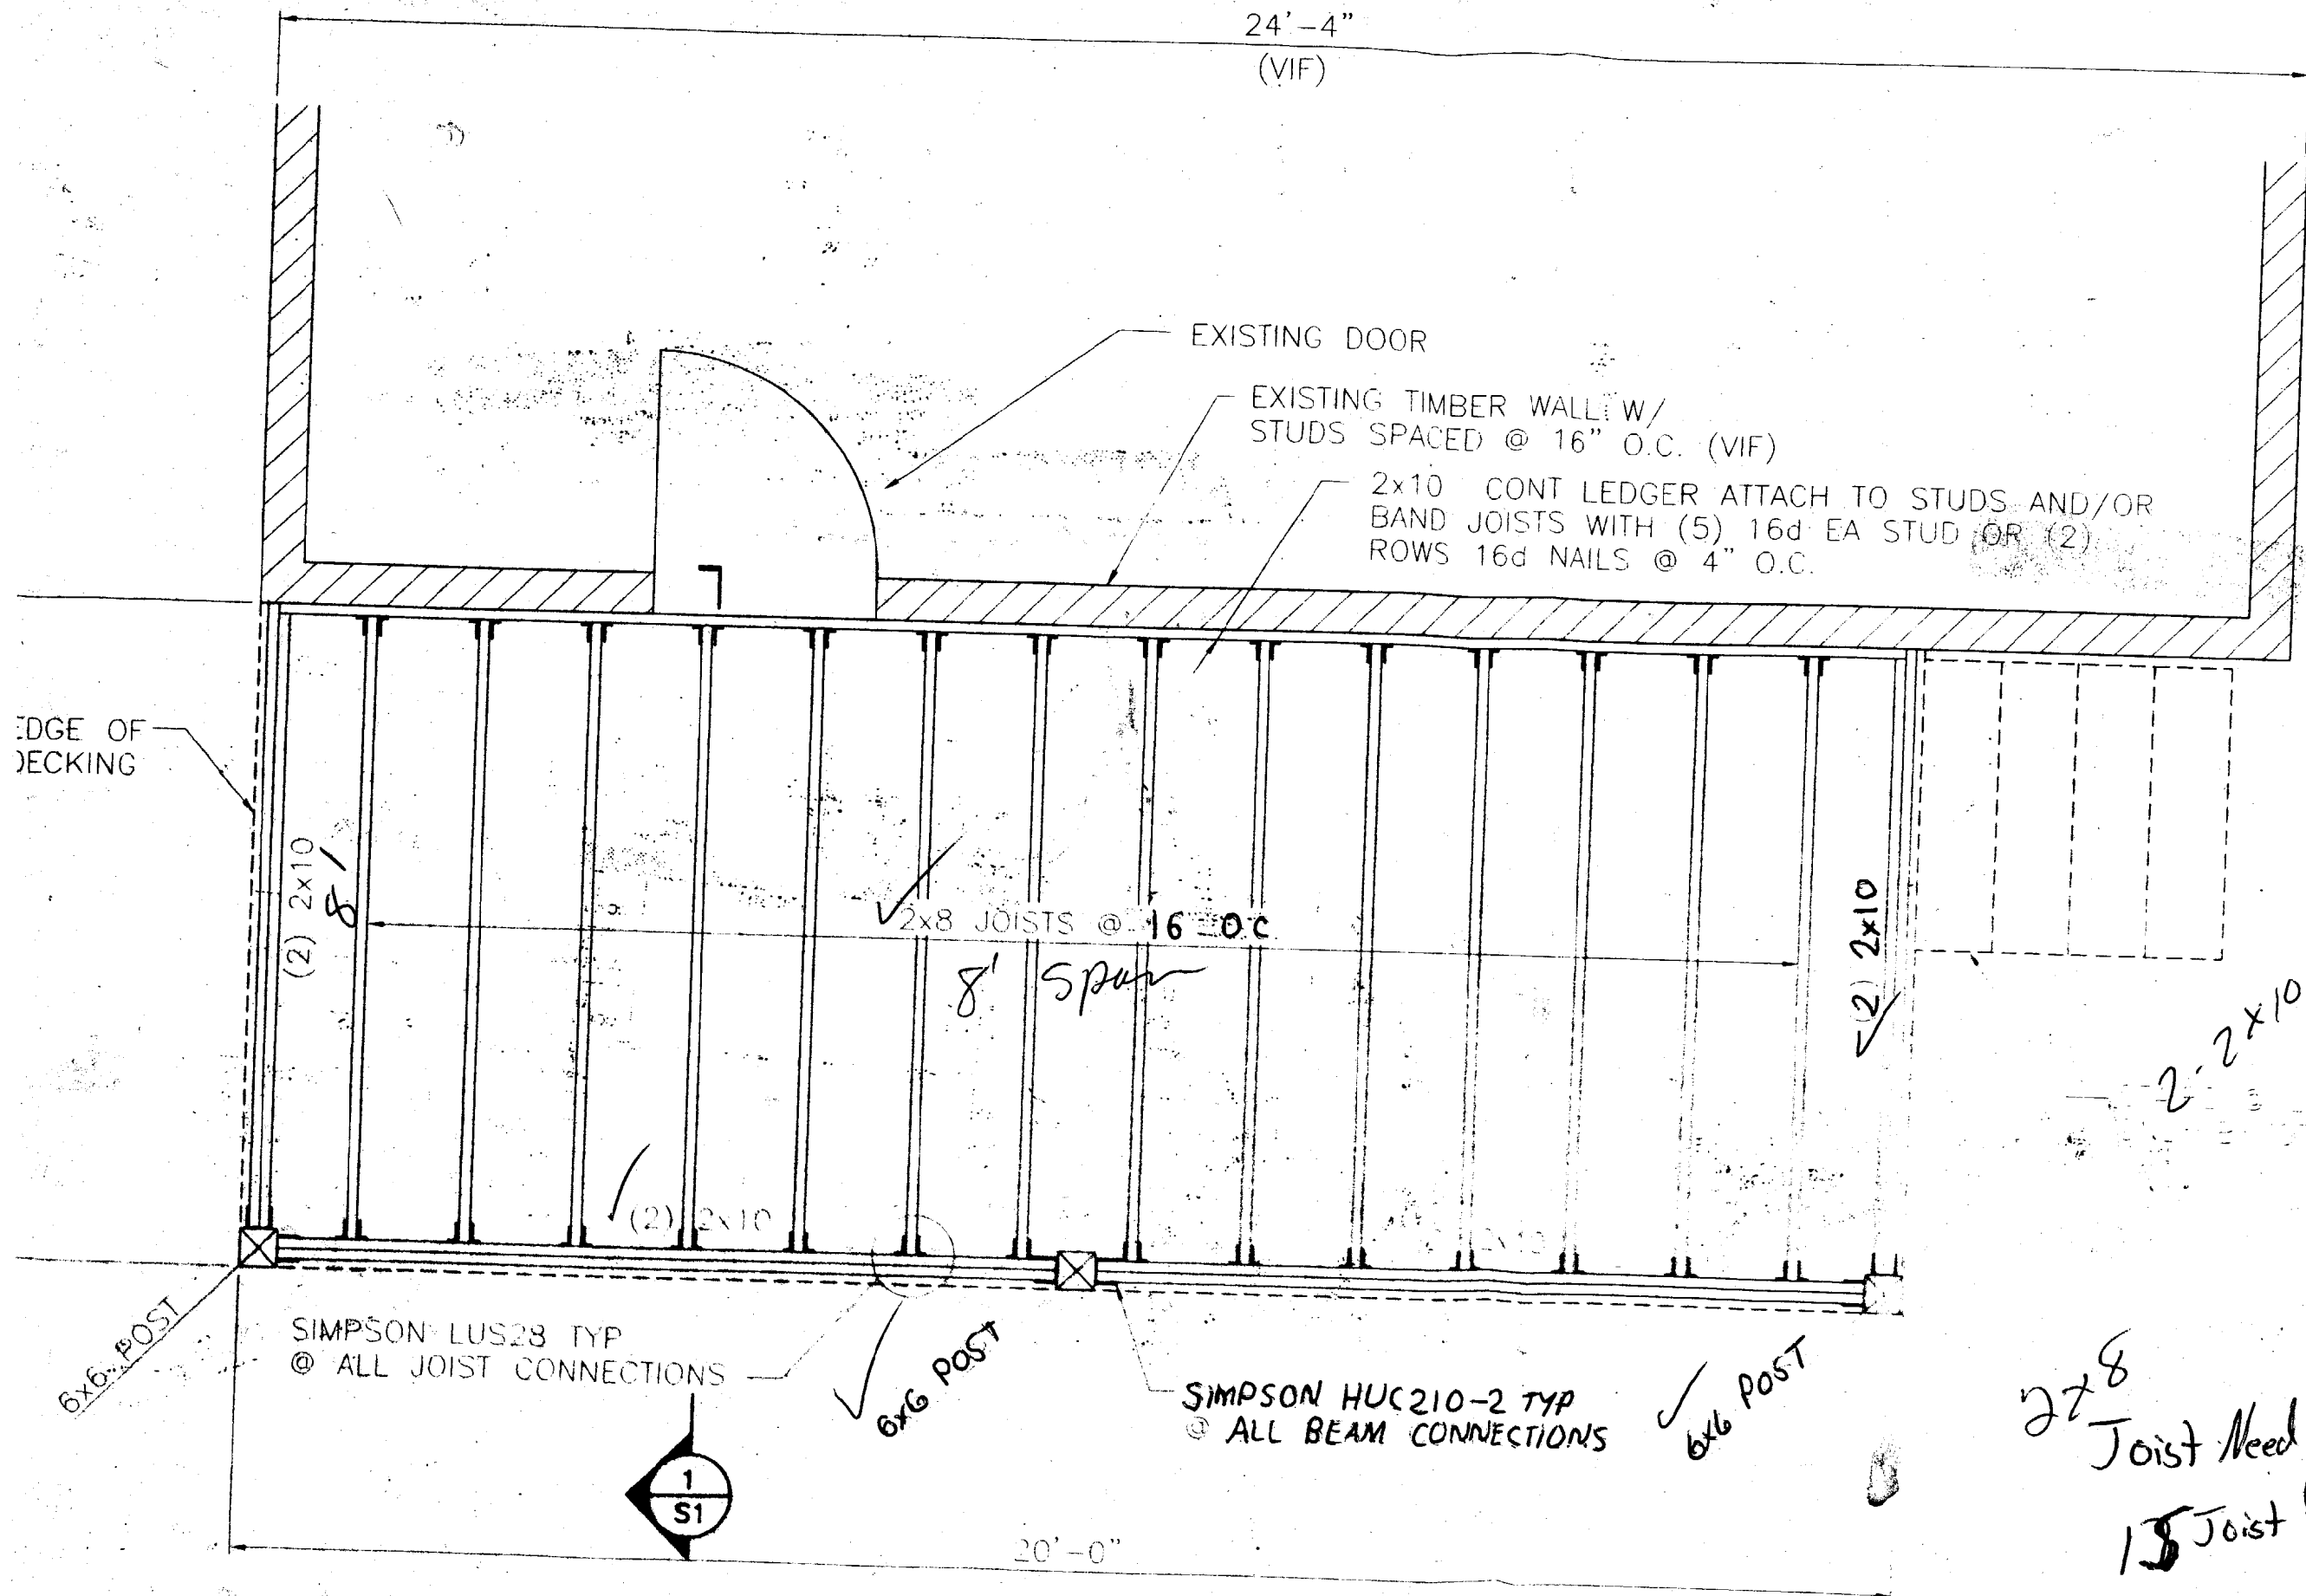 24'-4"
(VIF)
EXISTING DOOR
EXISTING TIMBER WALL W/
STUDS SPACED @ 16" O.C. (VIF)
2x10 CONT LEDGER ATTACH TO STUDS AND/OR
BAND JOISTS WITH (5) 16d EA STUD OR (2)
ROWS 16d NAILS @ 4" O.C.
EDGE OF
DECKING
(2) 2x10
8'
2x8 JOISTS @ 16 OC
8' Span
(2) 2x10
2-2x10
(2) 2x10
6x6 POST
SIMPSON LUS28 TYP
@ ALL JOIST CONNECTIONS
6x6 POST
SIMPSON HUC210-2 TYP
@ ALL BEAM CONNECTIONS
6x6 POST
2x8
Joist Need
Joist
1
S1
20'-0"